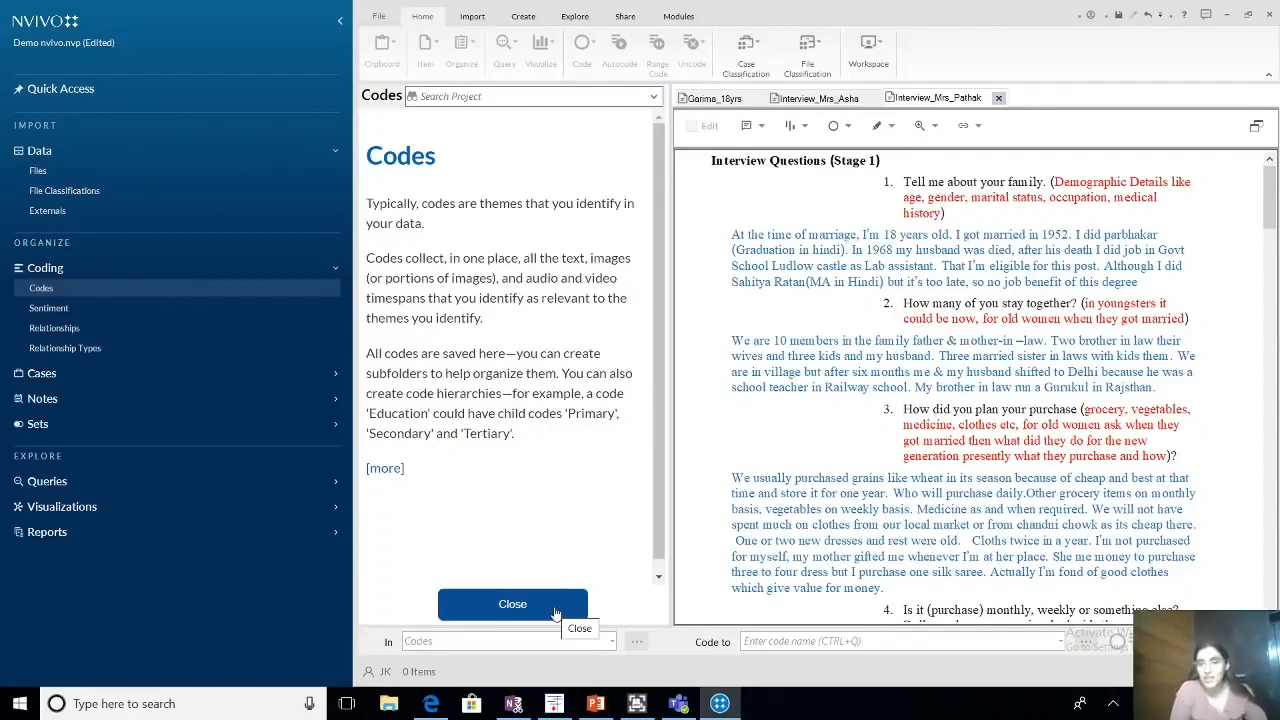 NVIVO
Demo nvivo.nvp (Edited)
Quick Access
IMPORT
Data
Files
File Classifications
Externals
ORGANIZE
Coding
Codes
Sentiment
Relationships
Relationship Types
Cases
Notes
Sets
EXPLORE
Queries
Visualizations
Reports
File Home Import Create Explore Share Modules
Clipboard Item Organize Query Visualize Code Autocode Range Code Uncode Case Classification File Classification Workspace
Codes Search Project
Codes
Typically, codes are themes that you identify in
your data.
Codes collect, in one place, all the text, images
(or portions of images), and audio and video
timespans that you identify as relevant to the
themes you identify.
All codes are saved here—you can create
subfolders to help organize them. You can also
create code hierarchies—for example, a code
'Education' could have child codes 'Primary',
'Secondary' and 'Tertiary'.
[more]
Close
Close
In Codes
JK 0 Items
Garima_18yrs Interview_Mrs_Asha Interview_Mrs_Pathak
Edit
Interview Questions (Stage 1)
1. Tell me about your family. (Demographic Details like
age, gender, marital status, occupation, medical
history)
At the time of marriage, I'm 18 years old. I got married in 1952. I did parbhakar
(Graduation in hindi). In 1968 my husband was died, after his death I did job in Govt
School Ludlow castle as Lab assistant. That I'm eligible for this post. Although I did
Sahitya Ratan(MA in Hindi) but it's too late, so no job benefit of this degree
2. How many of you stay together? (in youngsters it
could be now, for old women when they got married)
We are 10 members in the family father & mother-in –law. Two brother in law their
wives and three kids and my husband. Three married sister in laws with kids them. We
are in village but after six months me & my husband shifted to Delhi because he was a
school teacher in Railway school. My brother in law run a Gurukul in Rajsthan.
3. How did you plan your purchase (grocery, vegetables,
medicine, clothes etc, for old women ask when they
got married then what did they do for the new
generation presently what they purchase and how)?
We usually purchased grains like wheat in its season because of cheap and best at that
time and store it for one year. Who will purchase daily.Other grocery items on monthly
basis, vegetables on weekly basis. Medicine as and when required. We will not have
spent much on clothes from our local market or from chandni chowk as its cheap there.
One or two new dresses and rest were old. Cloths twice in a year. I'm not purchased
for myself, my mother gifted me whenever I'm at her place. She me money to purchase
three to four dress but I purchase one silk saree. Actually I'm fond of good clothes
which give value for money.
4. Is it (purchase) monthly, weekly or something else?
Code to Enter code name (CTRL+Q)
Activate W
Go to Settings
Type here to search